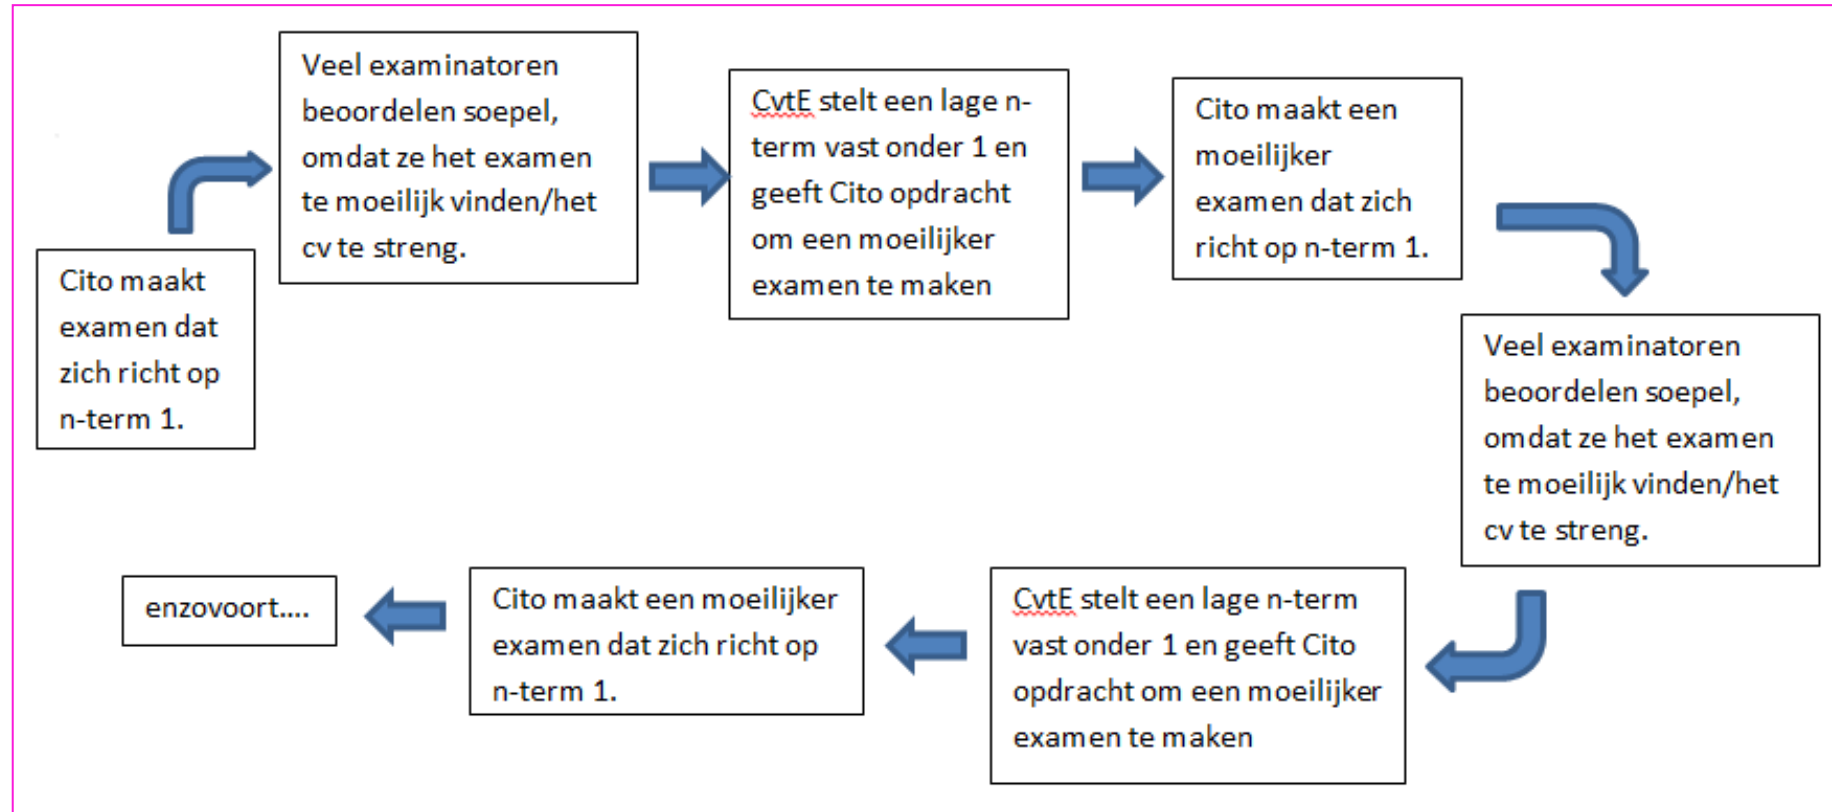 Cito maakt
examen dat
zich richt op
n-term 1.
Veel examinatoren
beoordelen soepel,
omdat ze het examen
te moeilijk vinden/het
cv te streng.
CvtE stelt een lage n-
term vast onder 1 en
geeft Cito opdracht
om een moeilijker
examen te maken
Cito maakt een
moeilijker
examen dat zich
richt op n-term 1.
Veel examinatoren
beoordelen soepel,
omdat ze het examen
te moeilijk vinden/het
cv te streng.
CvtE stelt een lage n-term
vast onder 1 en geeft Cito
opdracht om een moeilijker
examen te maken
Cito maakt een moeilijker
examen dat zich richt op
n-term 1.
enzovoort....